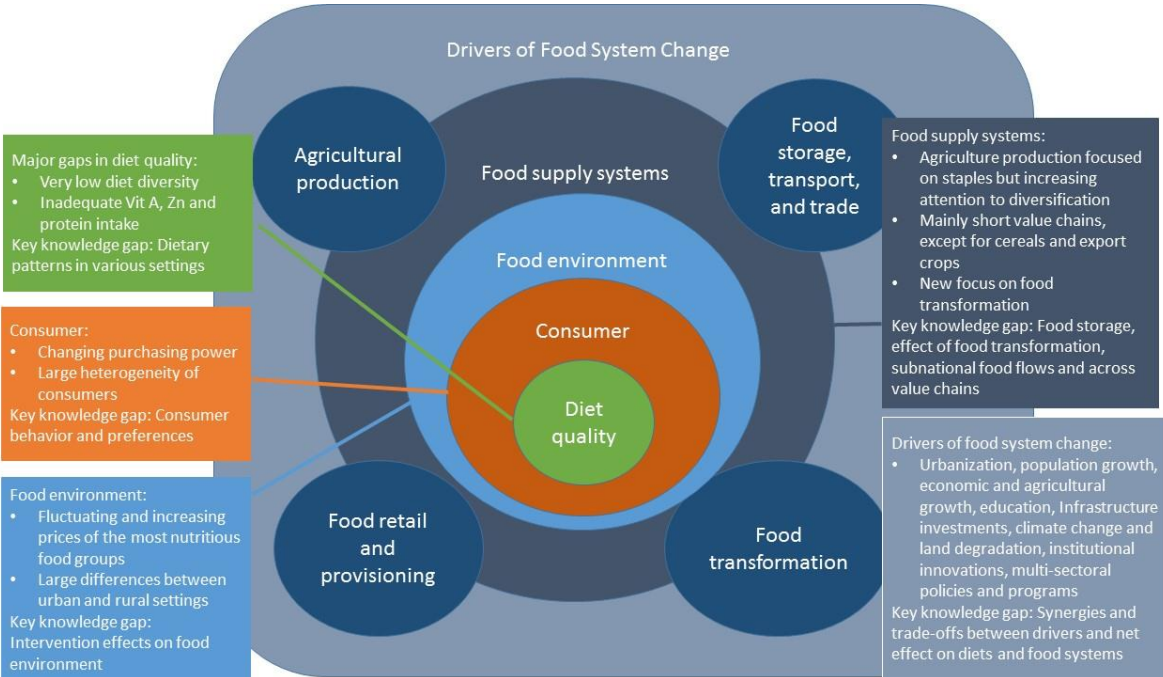 Drivers of Food System Change
Agricultural
production
Food
storage,
transport,
and trade
Food supply systems
Food environment
Consumer
Diet
quality
Food retail
and
provisioning
Food
transformation
Major gaps in diet quality:
• Very low diet diversity
• Inadequate Vit A, Zn and
protein intake
Key knowledge gap: Dietary
patterns in various settings
Consumer:
• Changing purchasing power
• Large heterogeneity of
consumers
Key knowledge gap: Consumer
behavior and preferences
Food environment:
• Fluctuating and increasing
prices of the most nutritious
food groups
• Large differences between
urban and rural settings
Key knowledge gap:
Intervention effects on food
environment
Food supply systems:
• Agriculture production focused
on staples but increasing
attention to diversification
• Mainly short value chains,
except for cereals and export
crops
• New focus on food
transformation
Key knowledge gap: Food storage,
effect of food transformation,
subnational food flows and across
value chains
Drivers of food system change:
• Urbanization, population growth,
economic and agricultural
growth, education, Infrastructure
investments, climate change and
land degradation, institutional
innovations, multi-sectoral
policies and programs
Key knowledge gap: Synergies and
trade-offs between drivers and net
effect on diets and food systems